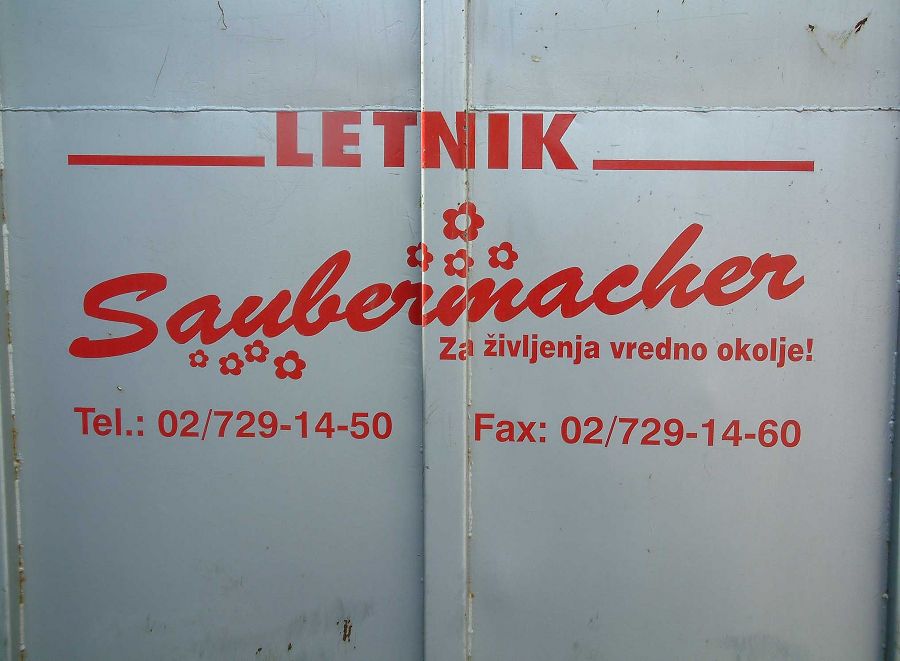 LETNIK
Saubermacher
Za življenja vredno okolje!
Tel.: 02/729-14-50 Fax: 02/729-14-60